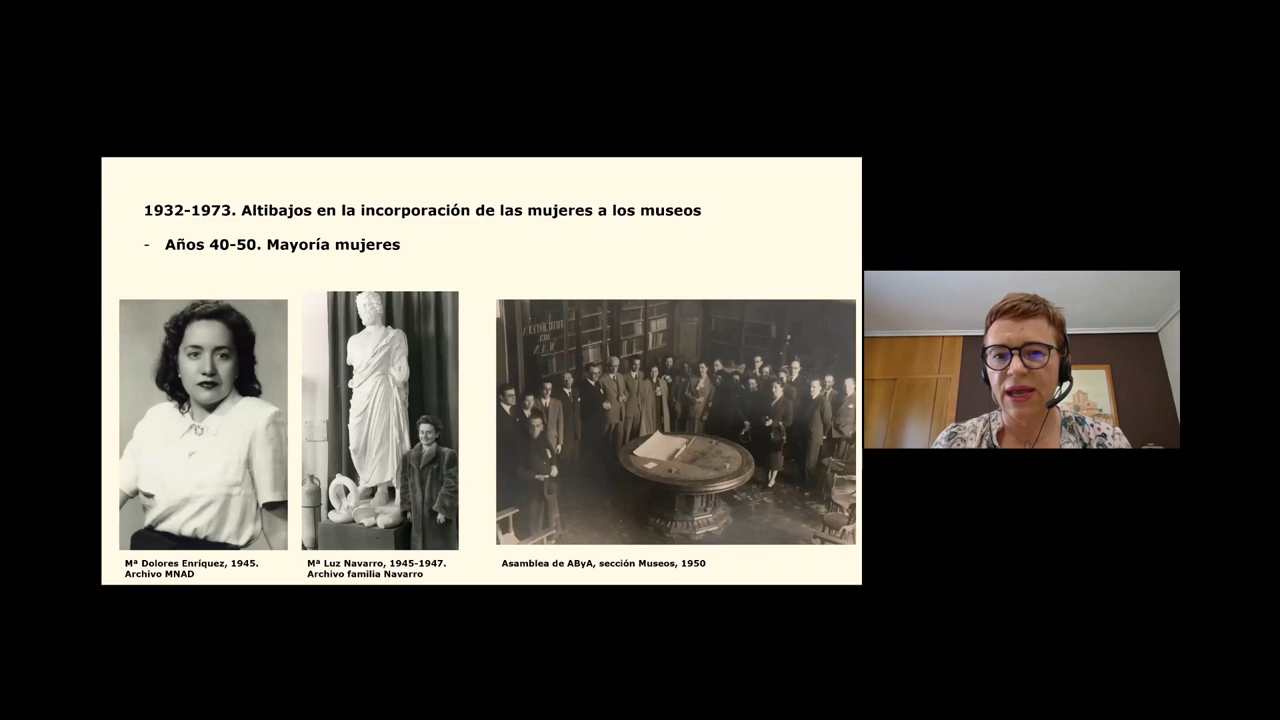 1932-1973. Altibajos en la incorporación de las mujeres a los museos
- Años 40-50. Mayoría mujeres
Mª Dolores Enríquez, 1945.
Archivo MNAD
Mª Luz Navarro, 1945-1947.
Archivo familia Navarro
Asamblea de AByA, sección Museos, 1950